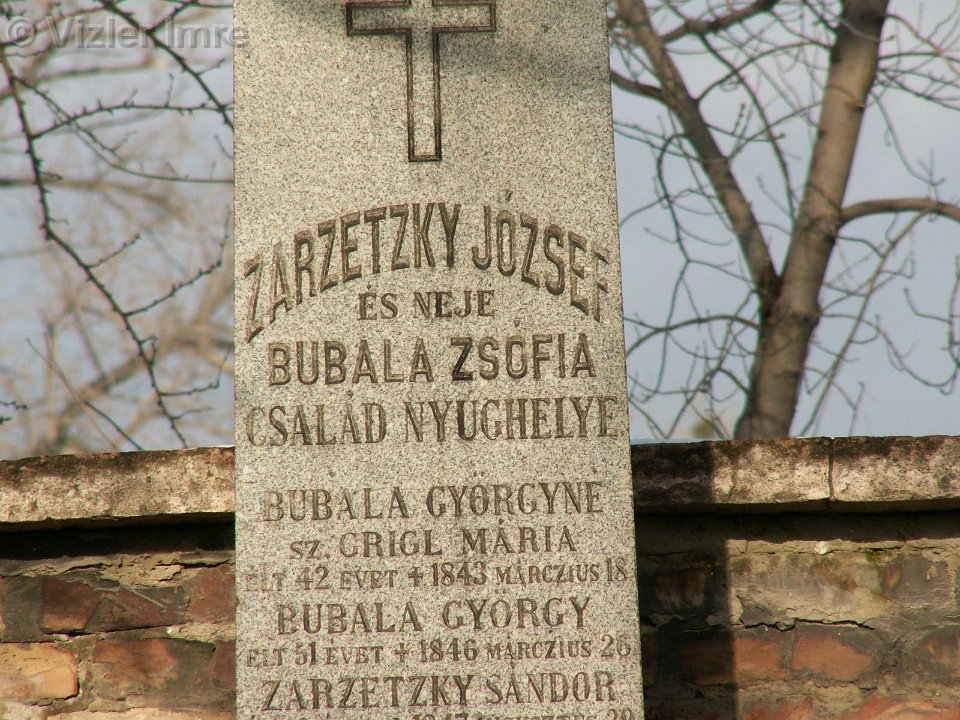 © Vizler Imre
ZARZETZKY JÓZSEF
ÉS NEJE
BUBALA ZSÓFIA
CSALÁD NYUGHELYE
BUBALA GYÖRGYNE
SZ. GRIGL MÁRIA
ÉLT 42 ÉVET + 1843 MÁRCZIUS 18.
BUBALA GYÖRGY
ÉLT 51 ÉVET + 1846 MÁRCZIUS 26
ZARZETZKY SÁNDOR